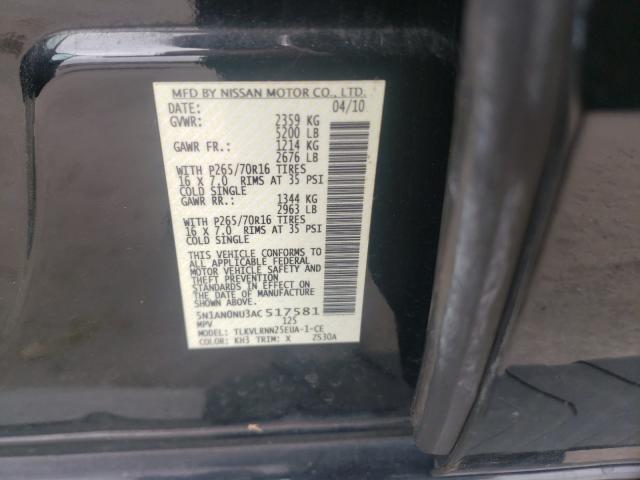 MFD BY NISSAN MOTOR CO., LTD.
DATE: 04/10
GVWR: 2359 KG
5200 LB
GAWR FR.: 1214 KG
2676 LB
WITH P265/70R16 TIRES
16 X 7.0 RIMS AT 35 PSI
COLD SINGLE
GAWR RR.: 1344 KG
2963 LB
WITH P265/70R16 TIRES
16 X 7.0 RIMS AT 35 PSI
COLD SINGLE
THIS VEHICLE CONFORMS TO
ALL APPLICABLE FEDERAL
MOTOR VEHICLE SAFETY AND
THEFT PREVENTION
STANDARDS IN EFFECT ON
THE DATE OF MANUFACTURE
SHOWN ABOVE.
5N1AN0NU3AC517581
MPV 125
MODEL: TLKVLRNN25EUA-1-CE
COLOR: KH3 TRIM: X ZS30A